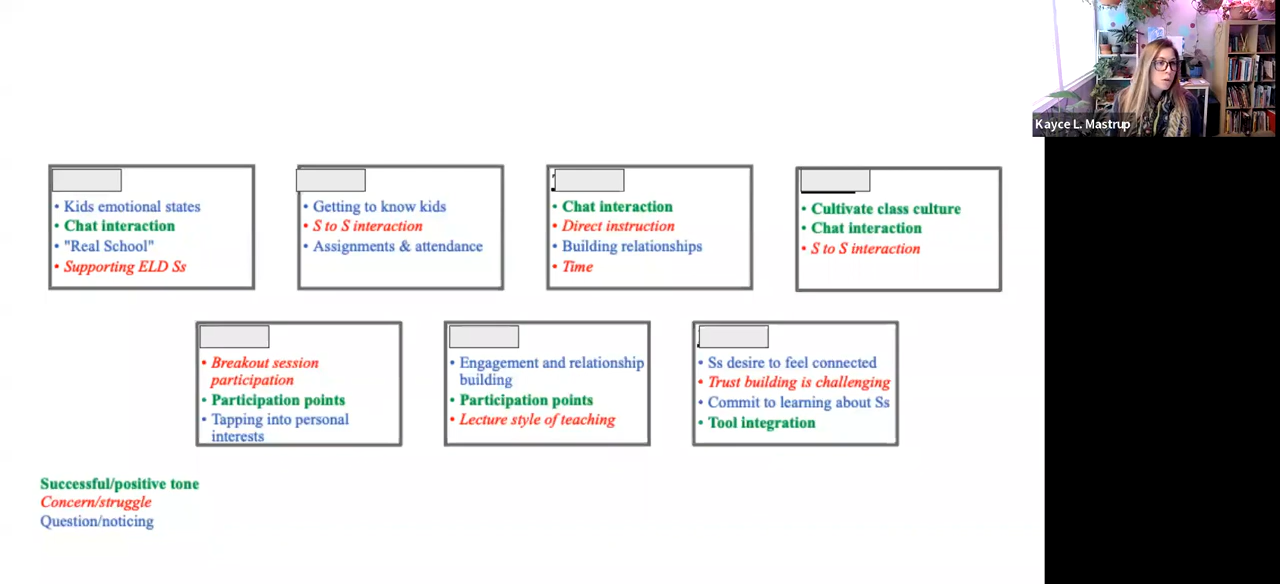 Kayce L. Mastrup
• Kids emotional states
• Chat interaction
• "Real School"
• Supporting ELD Ss
• Getting to know kids
• S to S interaction
• Assignments & attendance
• Chat interaction
• Direct instruction
• Building relationships
• Time
• Cultivate class culture
• Chat interaction
• S to S interaction
• Breakout session
participation
• Participation points
• Tapping into personal
interests
• Engagement and relationship
building
• Participation points
• Lecture style of teaching
• Ss desire to feel connected
• Trust building is challenging
• Commit to learning about Ss
• Tool integration
Successful/positive tone
Concern/struggle
Question/noticing